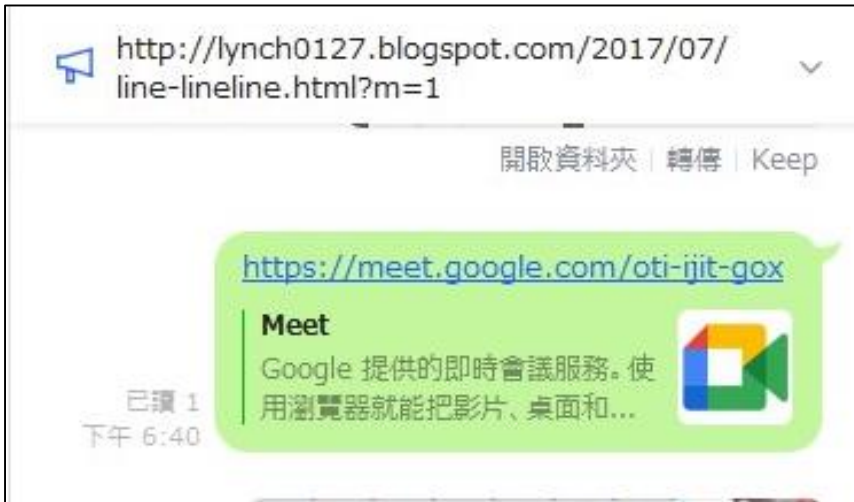 http://lynch0127.blogspot.com/2017/07/
line-lineline.html?m=1
開啟資料夾 | 轉傳 | Keep
https://meet.google.com/oti-ijit-gox
Meet
Google 提供的即時會議服務。使
用瀏覽器就能把影片、桌面和...
已讀 1
下午 6:40